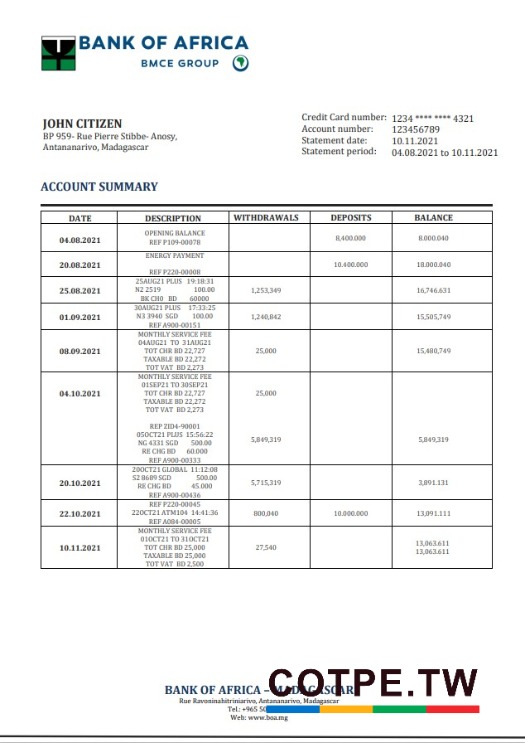 BANK OF AFRICA
BMCE GROUP
JOHN CITIZEN
BP 959- Rue Pierre Stibbe- Anosy,
Antananarivo, Madagascar
Credit Card number: 1234 **** **** 4321
Account number: 123456789
Statement date: 10.11.2021
Statement period: 04.08.2021 to 10.11.2021
ACCOUNT SUMMARY
DATE DESCRIPTION WITHDRAWALS DEPOSITS BALANCE
OPENING BALANCE
04.08.2021 REF P109-00078 8,400.000 8.000.040
ENERGY PAYMENT
20.08.2021 REF P220-00008 10.400.000 18.000.040
25AUG21 PLUS 19:18:31
25.08.2021 N2 2519 100.00 1,253,349 16,746.631
BK CH0 BD 60000
30AUG21 PLUS 17:33:25
01.09.2021 N3 3940 SGD 100.00 1,240,842 15,505,749
REF A900-00151
MONTHLY SERVICE FEE
04AUG21 TO 31AUG21
08.09.2021 TOT CHR BD 22,727 25,000 15,480,749
TAXABLE BD 22,272
TOT VAT BD 2,273
MONTHLY SERVICE FEE
01SEP21 TO 30SEP21
04.10.2021 TOT CHR BD 22,727 25,000
TAXABLE BD 22,272
TOT VAT BD 2,273
REP ZID4-90001
05OCT21 PLUS 15:56:22
NG 4331 SGD 500.00 5,849,319 5,849,319
RE CHG BD 60.000
REF A900-00333
20OCT21 GLOBAL 11:12:08
20.10.2021 S2 8689 SGD 500.00 5,715,319 3,891.131
RE CHG BD 45.000
REF A900-00436
REF P220-00045
22.10.2021 22OCT21 ATM104 14:41:36 800,040 10,000.000 13,091,111
REF A084-00005
MONTHLY SERVICE FEE
01OCT21 TO 31OCT21
10.11.2021 TOT CHR BD 25,000 27,540 13,063.611
TAXABLE BD 25,000 13,063.611
TOT VAT BD 2,500
BANK OF AFRICA –
COTPE.TW
Rue Ravoninahitriniarivo, Antananarivo, Madagascar
Tel.: +965
Web: www.boa.mg